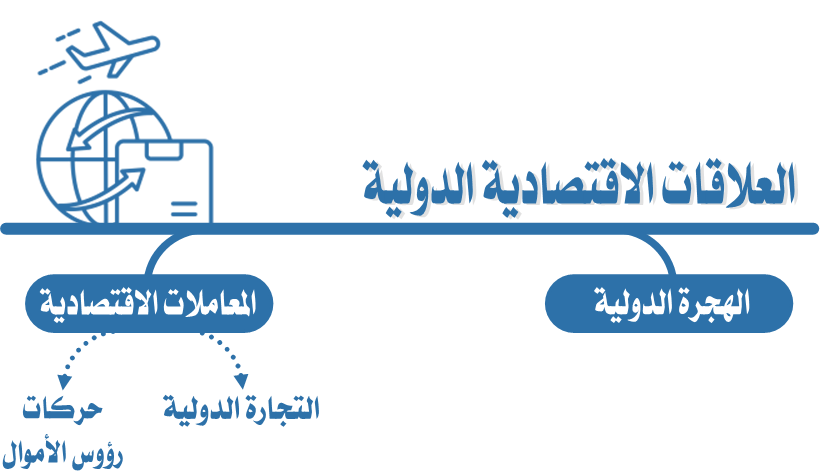 العلاقات الاقتصادية الدولية
الهجرة الدولية
المعاملات الاقتصادية
التجارة الدولية
حركات
رؤوس الأموال